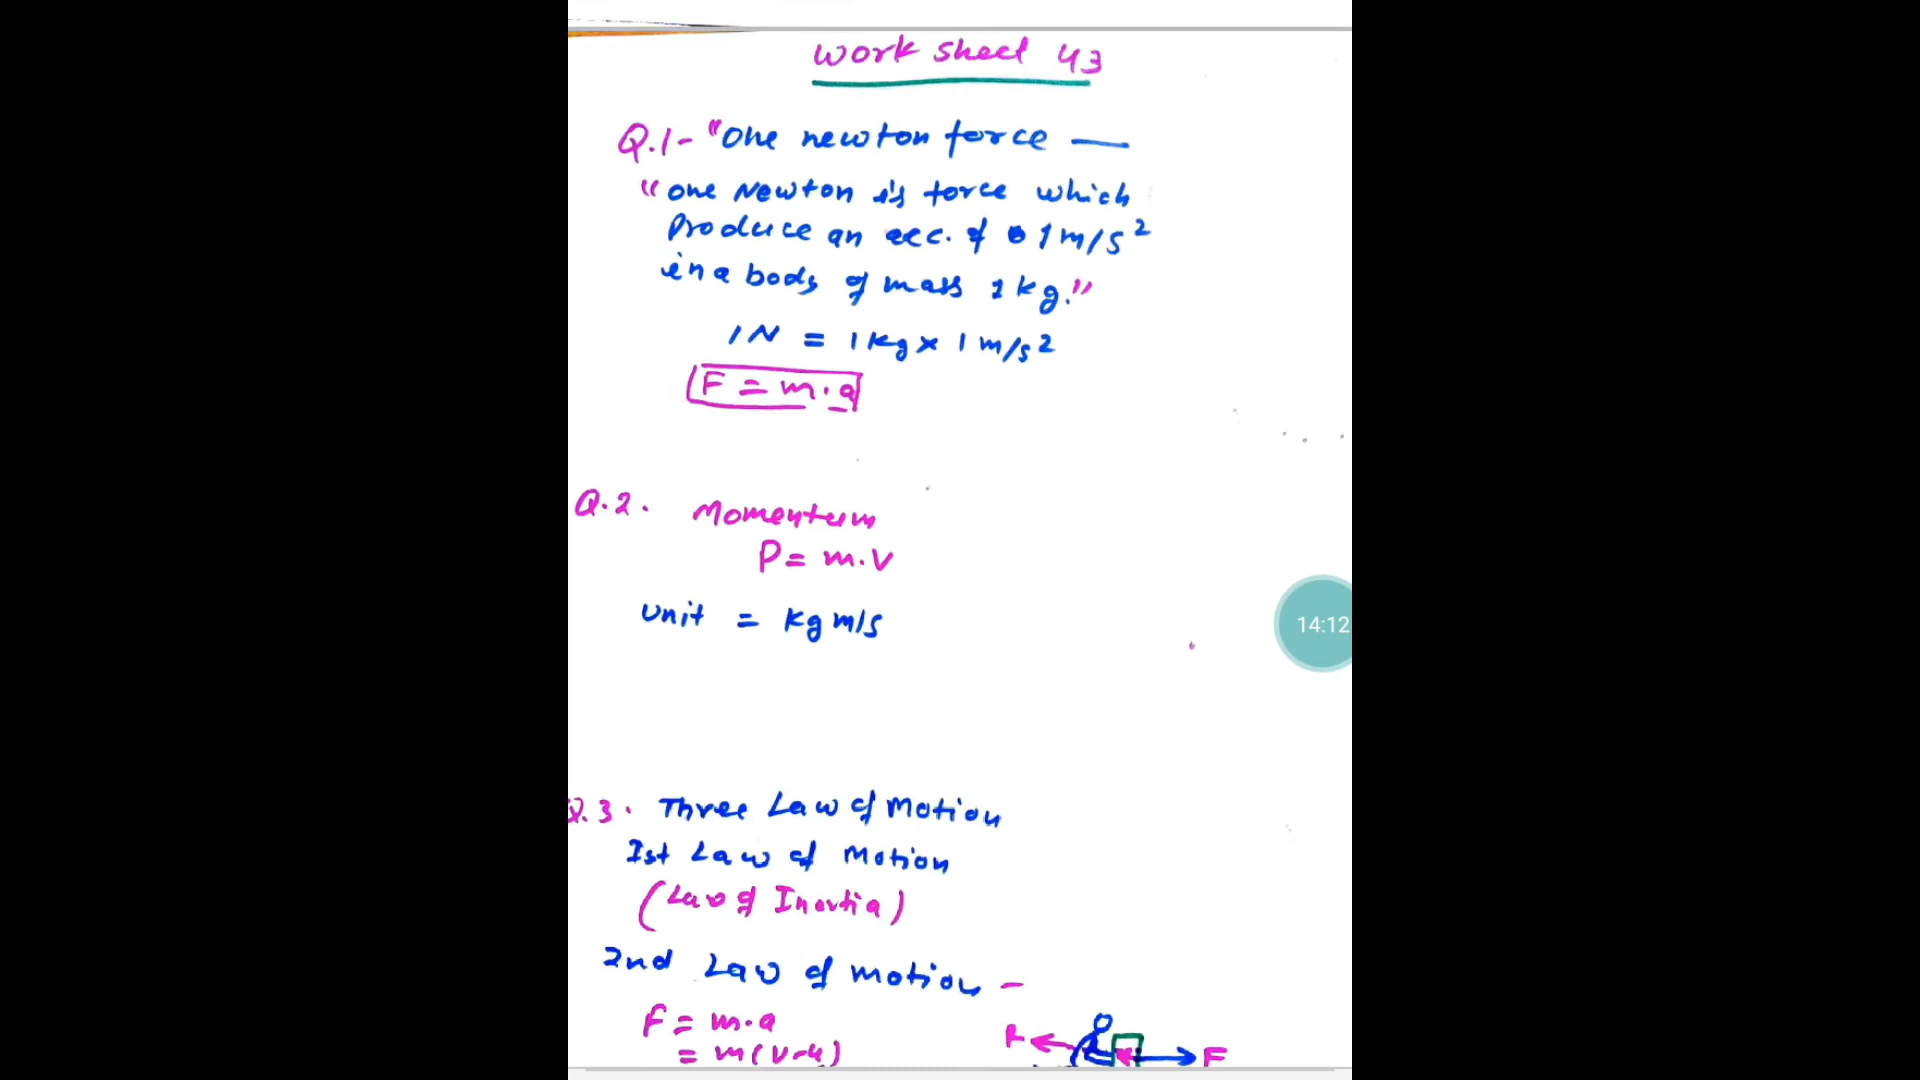 Work Sheet 43
Q.1- "One newton force —
"one Newton is force which
Produce an acc. of 1 m/s²
in a body of mass 1 kg."
1N = 1kg x 1 m/s²
F = m.a
Q.2. Momentum
P = m.v
Unit = kg m/s
14:12
Q.3. Three Law of Motion
Ist Law of Motion
(Law of Inertia)
2nd Law of motion -
F = m.a
= m(v-u)
F